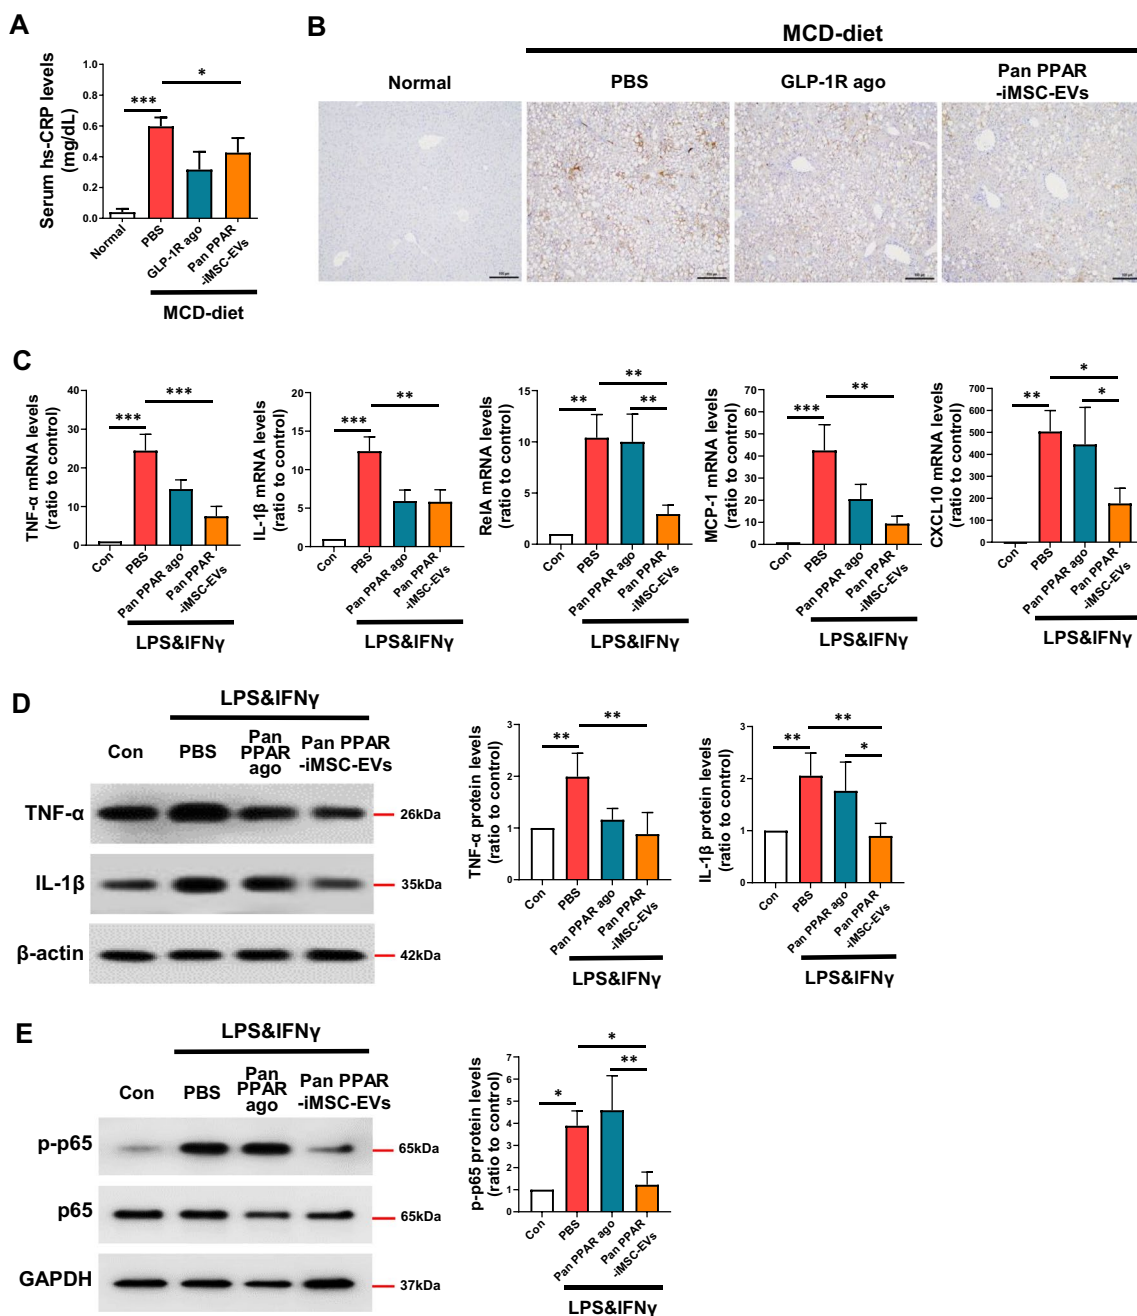 A
Serum hs-CRP levels
(mg/dL)
1.0
0.8
0.6
0.4
0.2
0.0
***
*
Normal
PBS
GLP-1R ago
Pan PPAR
-iMSC-EVs
MCD-diet
B
MCD-diet
Normal
PBS
GLP-1R ago
Pan PPAR
-iMSC-EVs
C
TNF-α mRNA levels
(ratio to control)
40
30
20
10
0
***
***
Con
PBS
Pan PPAR ago
Pan PPAR
-iMSC-EVs
LPS&IFNγ
IL-1β mRNA levels
(ratio to control)
20
15
10
5
0
***
**
Con
PBS
Pan PPAR ago
Pan PPAR
-iMSC-EVs
LPS&IFNγ
RelA mRNA levels
(ratio to control)
15
10
5
0
**
**
**
Con
PBS
Pan PPAR ago
Pan PPAR
-iMSC-EVs
LPS&IFNγ
MCP-1 mRNA levels
(ratio to control)
70
60
50
40
30
20
10
0
***
**
Con
PBS
Pan PPAR ago
Pan PPAR
-iMSC-EVs
LPS&IFNγ
CXCL10 mRNA levels
(ratio to control)
700
600
500
400
300
200
100
0
**
*
*
Con
PBS
Pan PPAR ago
Pan PPAR
-iMSC-EVs
LPS&IFNγ
D
LPS&IFNγ
Con
PBS
Pan
PPAR
ago
Pan PPAR
-iMSC-EVs
TNF-α
26kDa
IL-1β
35kDa
β-actin
42kDa
TNF-α protein levels
(ratio to control)
3
2
1
0
**
**
Con
PBS
Pan PPAR ago
Pan PPAR
-iMSC-EVs
LPS&IFNγ
IL-1β protein levels
(ratio to control)
3
2
1
0
**
**
*
Con
PBS
Pan PPAR ago
Pan PPAR
-iMSC-EVs
LPS&IFNγ
E
LPS&IFNγ
Con
PBS
Pan
PPAR
ago
Pan PPAR
-iMSC-EVs
p-p65
65kDa
p65
65kDa
GAPDH
37kDa
p-p65 protein levels
(ratio to control)
7
6
5
4
3
2
1
0
*
*
**
Con
PBS
Pan PPAR ago
Pan PPAR
-iMSC-EVs
LPS&IFNγ